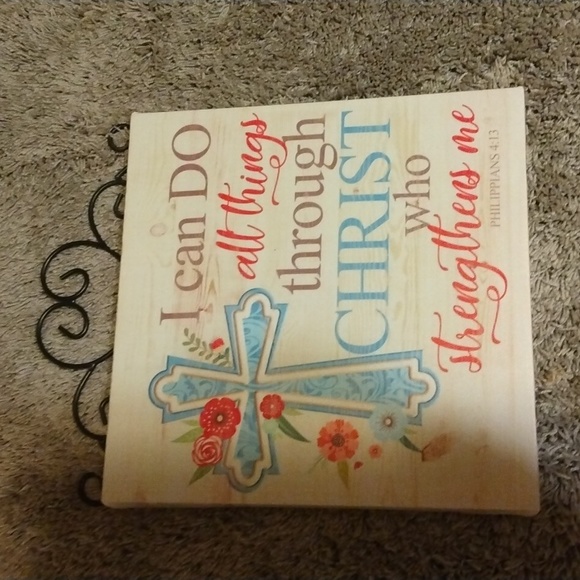 I can DO
all things
through
CHRIST
who
strengthens me
PHILIPPIANS 4:13